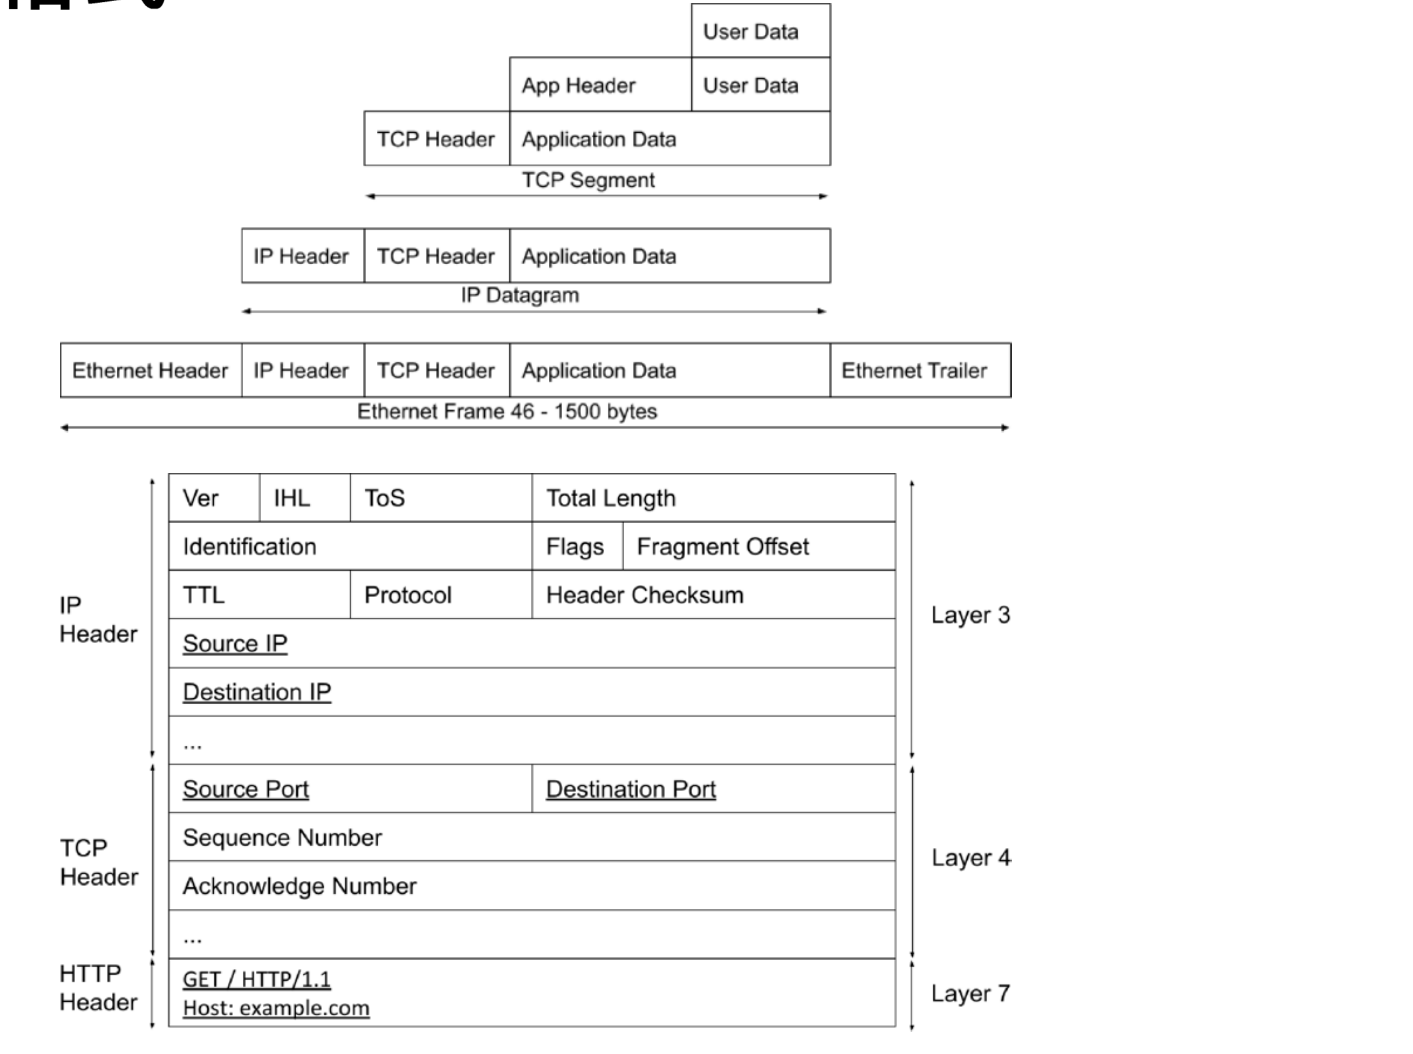 User Data
App Header User Data
TCP Header Application Data
TCP Segment
IP Header TCP Header Application Data
IP Datagram
Ethernet Header IP Header TCP Header Application Data Ethernet Trailer
Ethernet Frame 46 - 1500 bytes
Ver IHL ToS Total Length
Identification Flags Fragment Offset
TTL Protocol Header Checksum
IP
Header
Layer 3
Source IP
Destination IP
...
Source Port Destination Port
Sequence Number
TCP
Header
Layer 4
Acknowledge Number
...
HTTP
Header
GET / HTTP/1.1
Host: example.com
Layer 7